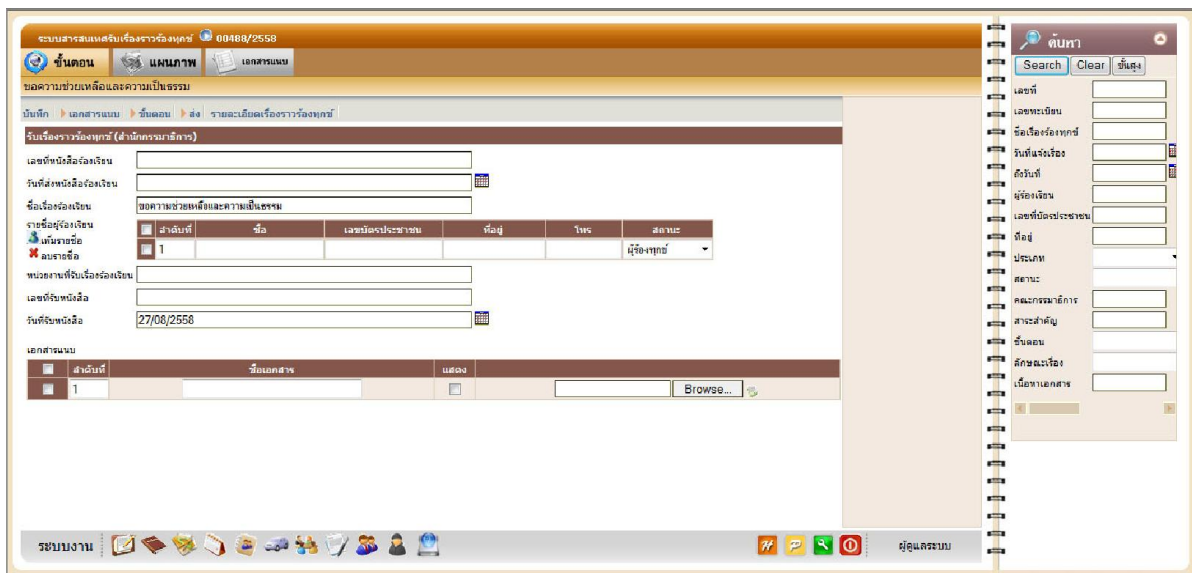 ระบบสารสนเทศรับเรื่องราวร้องทุกข์ 00488/2558
ขั้นตอน แผนภาพ เอกสารแนบ
ขอความช่วยเหลือและความเป็นธรรม
บันทึก เอกสารแนบ ขั้นตอน ส่ง รายละเอียดเรื่องราวร้องทุกข์
รับเรื่องราวร้องทุกข์ (สำนักกรรมาธิการ)
เลขที่หนังสือร้องเรียน
วันที่ส่งหนังสือร้องเรียน
ชื่อเรื่องร้องเรียน ขอความช่วยเหลือและความเป็นธรรม
รายชื่อผู้ร้องเรียน
เพิ่มรายชื่อ
ลบรายชื่อ
ลำดับที่ ชื่อ เลขบัตรประชาชน ที่อยู่ โทร สถานะ
1 ผู้ร้องทุกข์
หน่วยงานที่รับเรื่องร้องเรียน
เลขที่รับหนังสือ
วันที่รับหนังสือ 27/08/2558
เอกสารแนบ
ลำดับที่ ชื่อเอกสาร แสดง
1 Browse...
ระบบงาน ผู้ดูแลระบบ
ค้นหา
Search Clear ขั้นสูง
เลขที่
เลขทะเบียน
ชื่อเรื่องร้องทุกข์
วันที่แจ้งเรื่อง
ถึงวันที่
ผู้ร้องเรียน
เลขที่บัตรประชาชน
ที่อยู่
ประเภท
สถานะ
คณะกรรมาธิการ
สาระสำคัญ
ขั้นตอน
ลักษณะเรื่อง
เนื้อหาเอกสาร